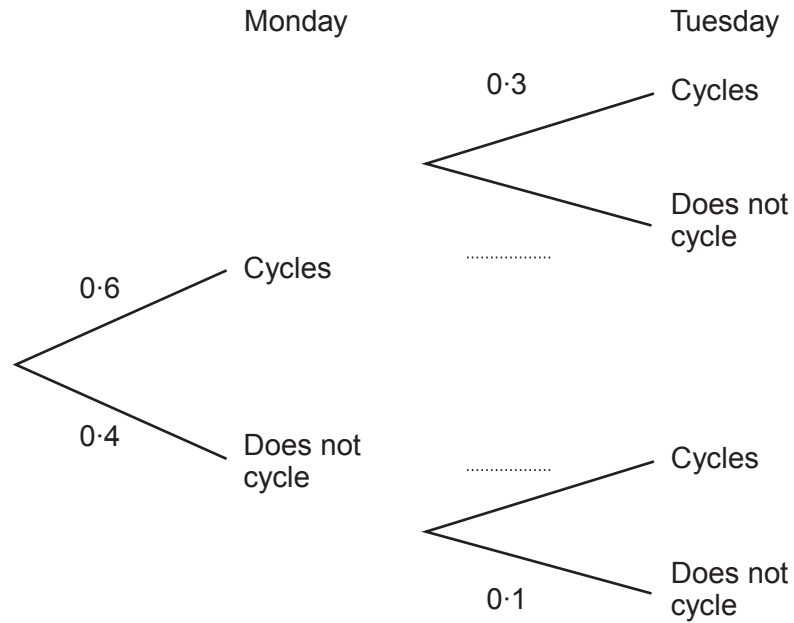 Monday
Tuesday
0·3
Cycles
Does not
cycle
..................
0·6
Cycles
0·4
Does not
cycle
..................
Cycles
0·1
Does not
cycle